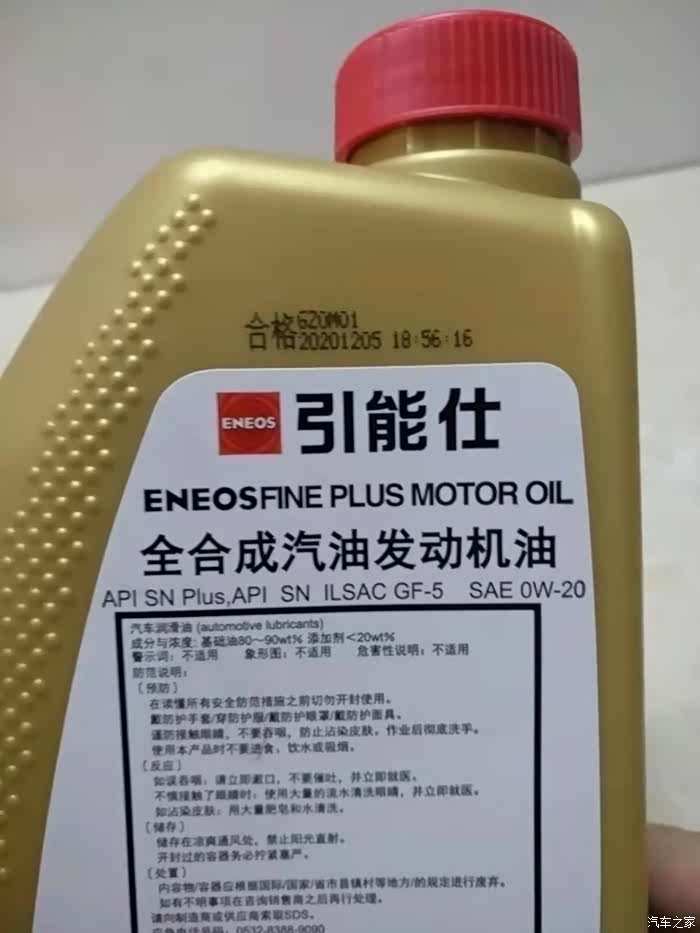 合格 GZOM01
20201205 18:56:16
ENEOS 引能仕
ENEOS FINE PLUS MOTOR OIL
全合成汽油发动机油
API SN Plus,API SN ILSAC GF-5 SAE 0W-20
汽车润滑油 (automotive lubricants)
成分与浓度: 基础油80~90wt% 添加剂<20wt%
警示词: 不适用 象形图: 不适用 危害性说明: 不适用
防范说明:
[预防]
在读懂所有安全防范措施之前切勿开封使用。
戴防护手套/穿防护服/戴防护眼罩/戴防护面具。
谨防接触眼睛, 不要吞咽, 防止沾染皮肤。作业后彻底洗手。
使用本产品时不要进食、饮水或吸烟。
[反应]
如误吞咽: 请立即漱口, 不要催吐, 并立即就医。
不慎接触了眼睛时: 使用大量的流水清洗眼睛, 并立即就医。
如沾染皮肤: 用大量肥皂和水清洗。
[储存]
储存在凉爽通风处, 禁止阳光直射。
开封过的容器务必拧紧塞严。
[处置]
内容物/容器应根据国际/国家/省市县镇村等地方/的规定进行废弃。
如有不明事项在咨询销售商之后再行处理。
请向制造商或供应商索取SDS。
应急电话号码: 0532-8388-9090
汽车之家